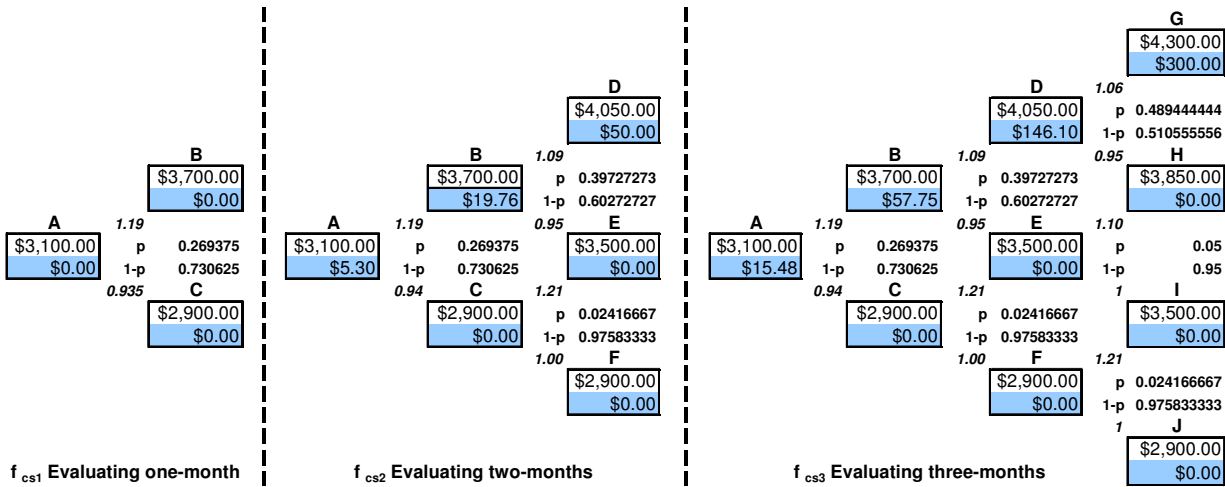 G
$4,300.00
$300.00
D 1.06
$4,050.00 p 0.489444444
$146.10 1-p 0.510555556
D
$4,050.00
$50.00
B
$3,700.00
$0.00
A 1.19
$3,100.00 p 0.269375
$0.00 1-p 0.730625
0.935 C
$2,900.00
$0.00
f cs1 Evaluating one-month
B 1.09
$3,700.00 p 0.39727273
$19.76 1-p 0.60272727
A 1.19 0.95 E
$3,100.00 p 0.269375 $3,500.00
$5.30 1-p 0.730625 $0.00
0.94 C 1.21
$2,900.00 p 0.02416667
$0.00 1-p 0.97583333
1.00 F
$2,900.00
$0.00
f cs2 Evaluating two-months
B 1.09 0.95 H
$3,700.00 p 0.39727273 $3,850.00
$57.75 1-p 0.60272727 $0.00
A 1.19 0.95 E 1.10
$3,100.00 p 0.269375 $3,500.00 p 0.05
$15.48 1-p 0.730625 $0.00 1-p 0.95
0.94 C 1.21 1 I
$2,900.00 p 0.02416667 $3,500.00
$0.00 1-p 0.97583333 $0.00
1.00 F 1.21
$2,900.00 p 0.024166667
$0.00 1-p 0.975833333
1 J
$2,900.00
$0.00
f cs3 Evaluating three-months